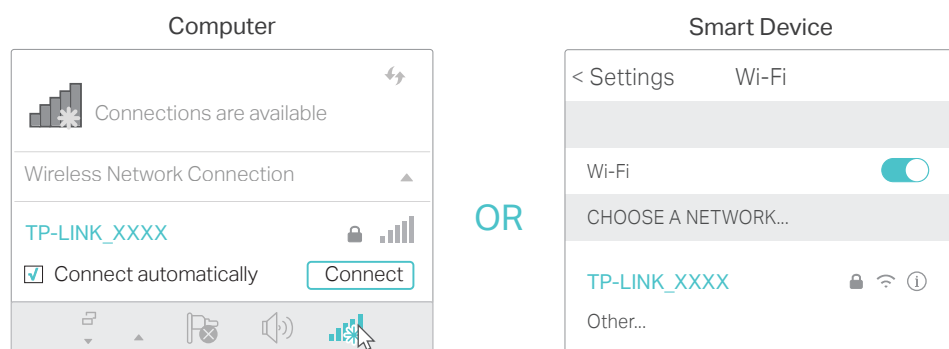 Computer
Connections are available
Wireless Network Connection
TP-LINK_XXXX
Connect automatically
Connect
OR
Smart Device
< Settings
Wi-Fi
Wi-Fi
CHOOSE A NETWORK...
TP-LINK_XXXX
Other...